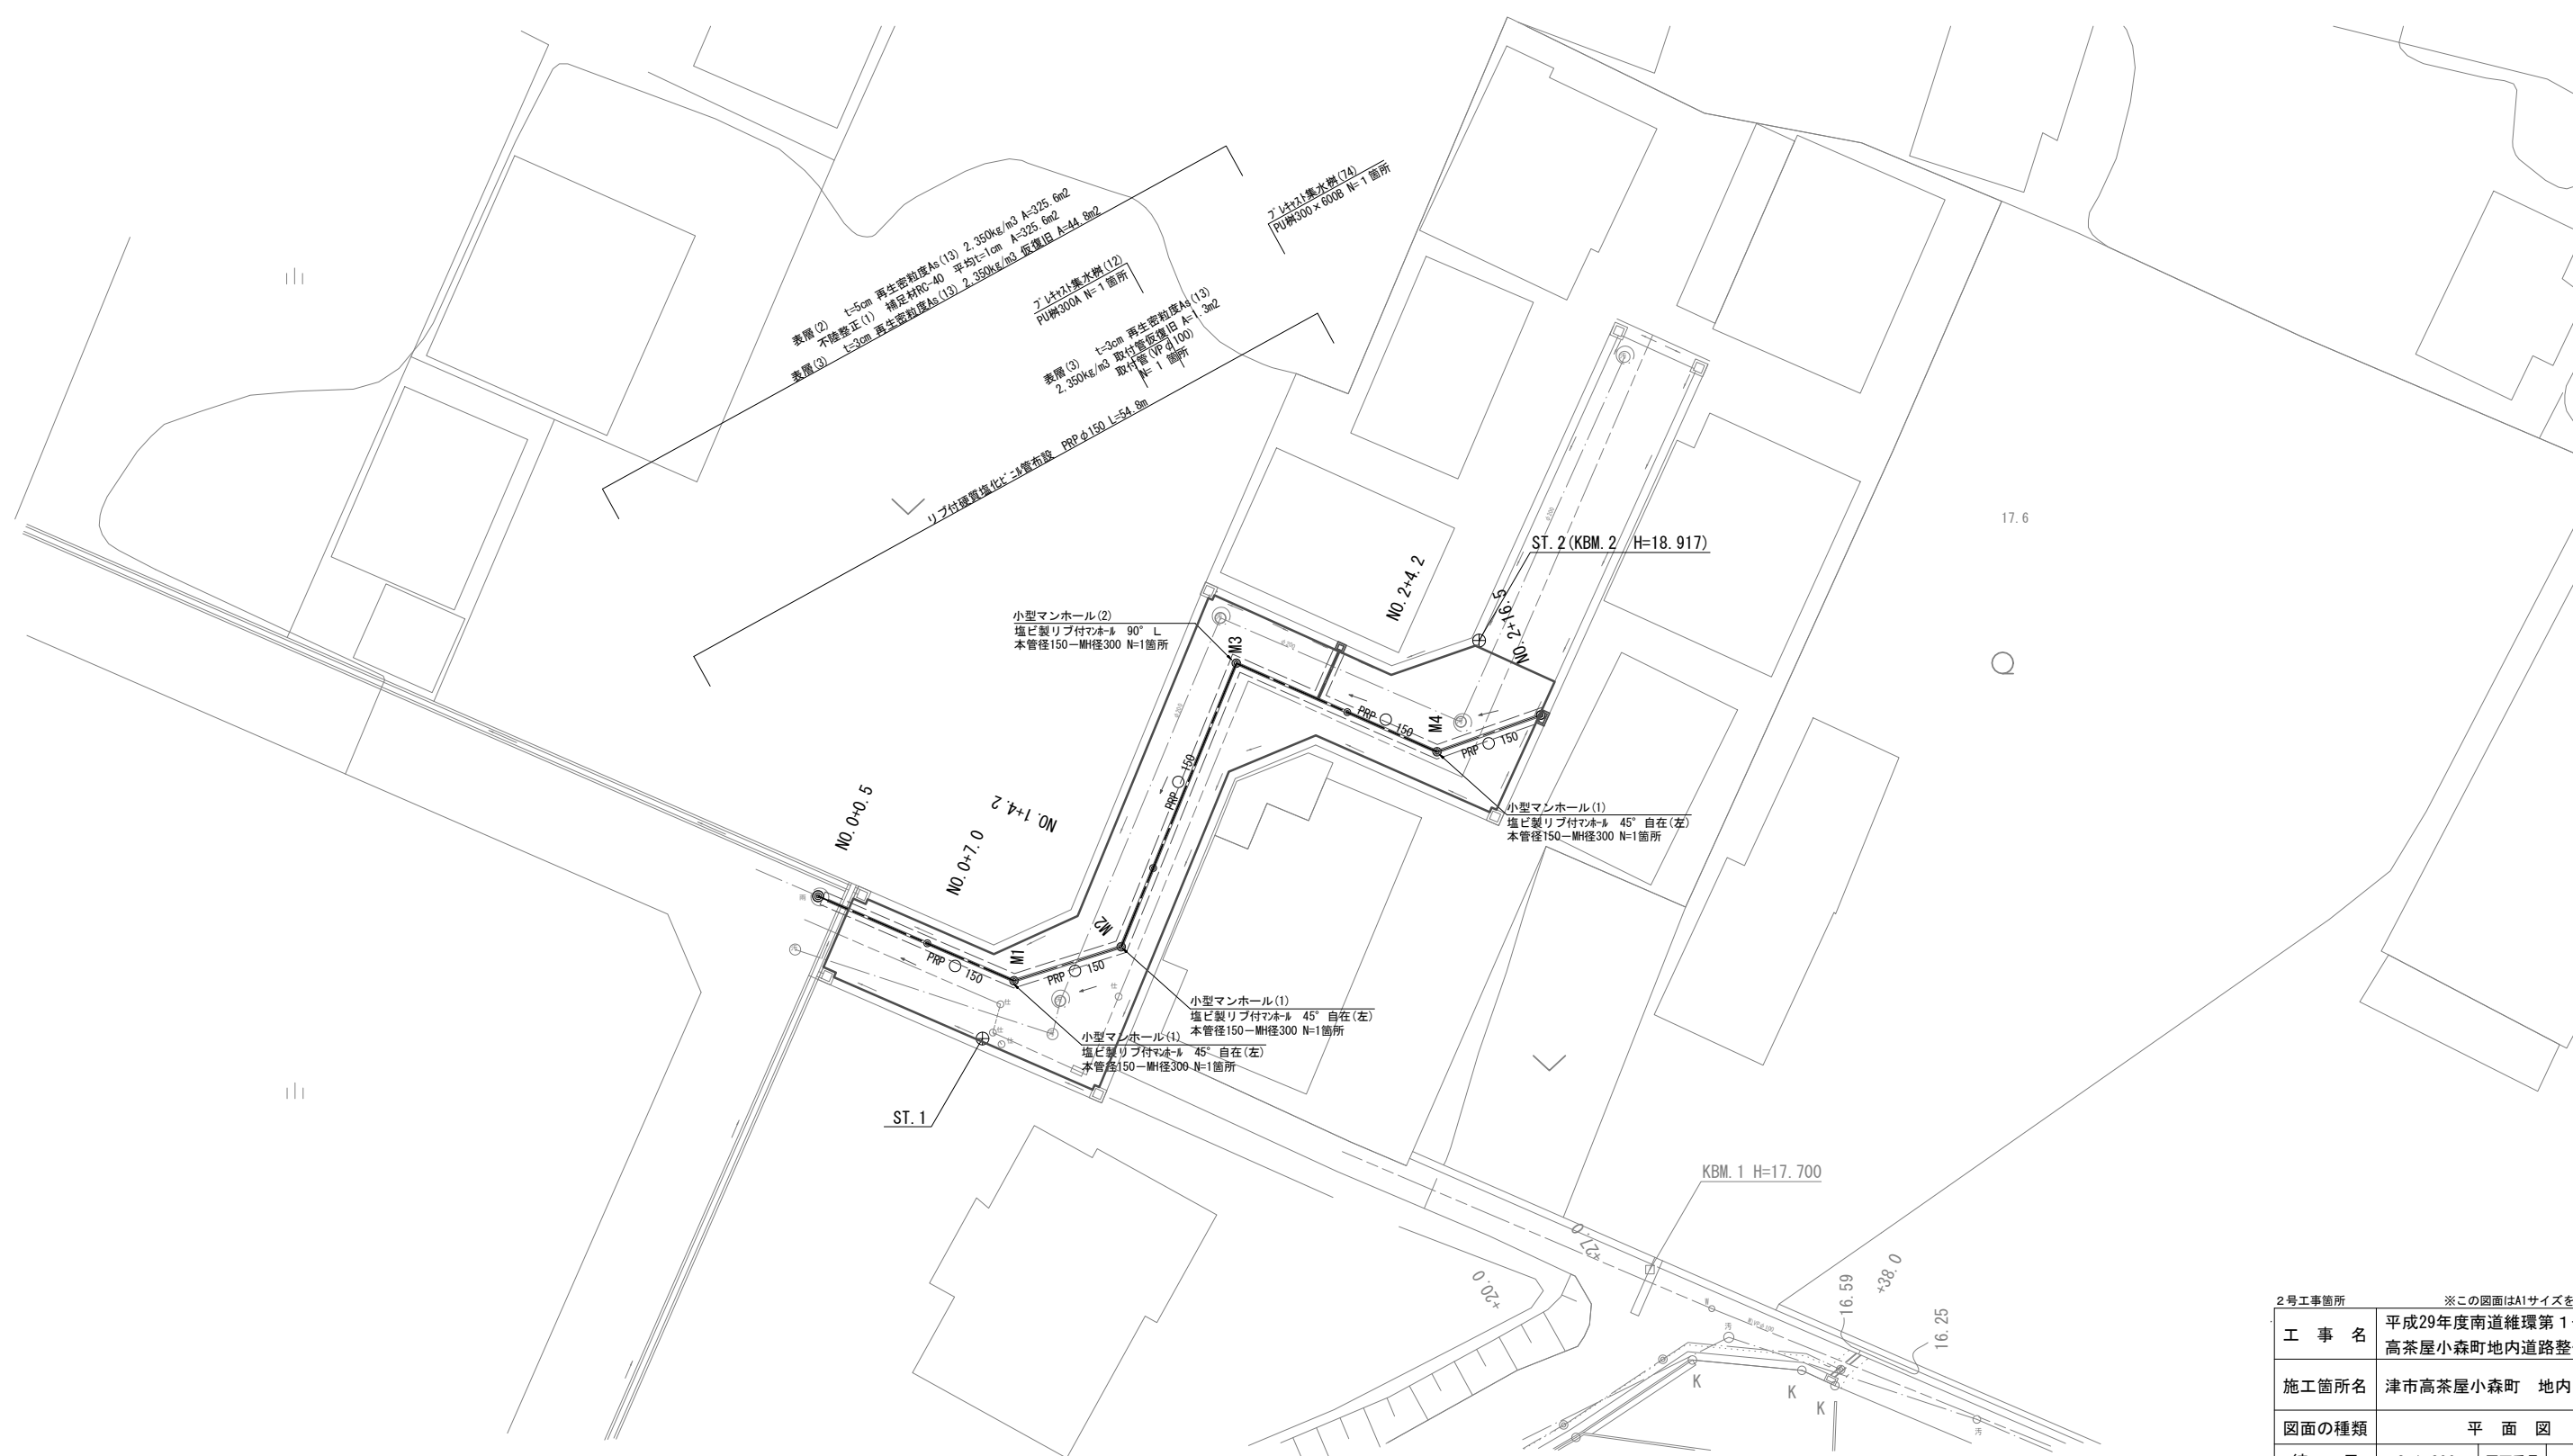 表層(2) t=5cm 再生密粒度As(13) 2,350kg/m3 A=325.6m2
不陸整正(1) 補足材RC-40 平均t=1cm A=325.6m2
表層(3) t=3cm 再生密粒度As(13) 2,350kg/m3 仮復旧 A=44.8m2
プレキャスト集水桝(74)
PU桝300×600B N=1箇所
プレキャスト集水桝(12)
PU桝300A N=1箇所
表層(3) t=3cm 再生密粒度As(13)
2,350kg/m3 取付管仮復旧 A=1.3m2
取付管(VPφ100)
N=1箇所
リブ付硬質塩化ビニル管布設 PRPφ150 L=54.8m
17.6
ST.2(KBM.2 H=18.917)
NO.2+4.2
NO.2+16.5
小型マンホール(2)
塩ビ製リブ付マンホール 90° L
本管径150-MH径300 N=1箇所
M3
φ200
φ200
φ205
PRP 150
M4
PRP 150
PRP 150
小型マンホール(1)
塩ビ製リブ付マンホール 45° 自在(左)
本管径150-MH径300 N=1箇所
NO.0+0.5
NO.1+4.2
NO.0+7.0
M2
M1
PRP 150
PRP 150
仕
仕
仕
小型マンホール(1)
塩ビ製リブ付マンホール 45° 自在(左)
本管径150-MH径300 N=1箇所
小型マンホール(1)
塩ビ製リブ付マンホール 45° 自在(左)
本管径150-MH径300 N=1箇所
ST.1
KBM.1 H=17.700
+27.0
+20.0
+38.0
16.59
16.25
汚
汚
K
K
K
2号工事箇所
※この図面はA1サイズを
工 事 名
平成29年度南道維環第1
高茶屋小森町地内道路整
施工箇所名
津市高茶屋小森町 地内
図面の種類
平 面 図